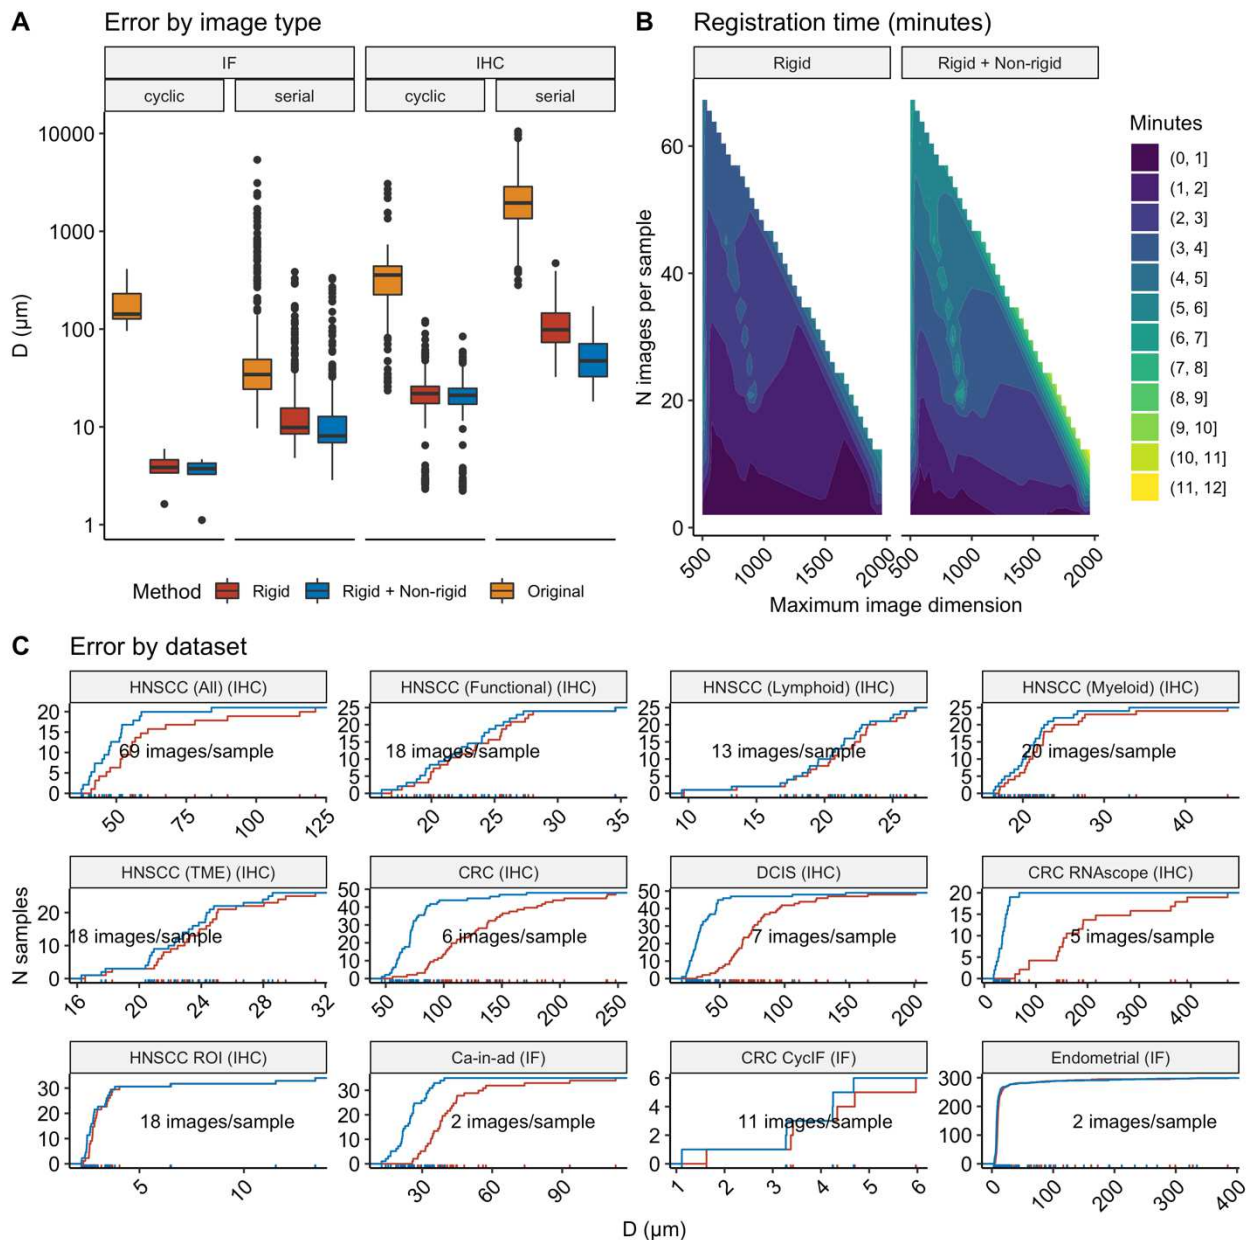 A Error by image type
IF IHC
cyclic serial cyclic serial
10000
1000
100
10
1
D (µm)
Method Rigid Rigid + Non-rigid Original
B Registration time (minutes)
Rigid Rigid + Non-rigid
60
40
20
0
N images per sample
500 1000 1500 2000 500 1000 1500 2000
Maximum image dimension
Minutes
(0, 1]
(1, 2]
(2, 3]
(3, 4]
(4, 5]
(5, 6]
(6, 7]
(7, 8]
(8, 9]
(9, 10]
(10, 11]
(11, 12]
C Error by dataset
N samples
HNSCC (All) (IHC)
20
15
10
5
0
69 images/sample
50 75 100 125
HNSCC (Functional) (IHC)
25
20
15
10
5
0
18 images/sample
20 25 30 35
HNSCC (Lymphoid) (IHC)
25
20
15
10
5
0
13 images/sample
10 15 20 25
HNSCC (Myeloid) (IHC)
25
20
15
10
5
0
20 images/sample
20 30 40
HNSCC (TME) (IHC)
20
10
0
18 images/sample
16 20 24 28 32
CRC (IHC)
50
40
30
20
10
0
6 images/sample
50 100 150 200 250
DCIS (IHC)
50
40
30
20
10
0
7 images/sample
50 100 150 200
CRC RNAscope (IHC)
20
15
10
5
0
5 images/sample
0 100 200 300 400
HNSCC ROI (IHC)
30
20
10
0
18 images/sample
5 10
Ca-in-ad (IF)
30
20
10
0
2 images/sample
30 60 90
CRC CycIF (IF)
6
4
2
0
11 images/sample
1 2 3 4 5 6
Endometrial (IF)
300
200
100
0
2 images/sample
0 100 200 300 400
D (µm)